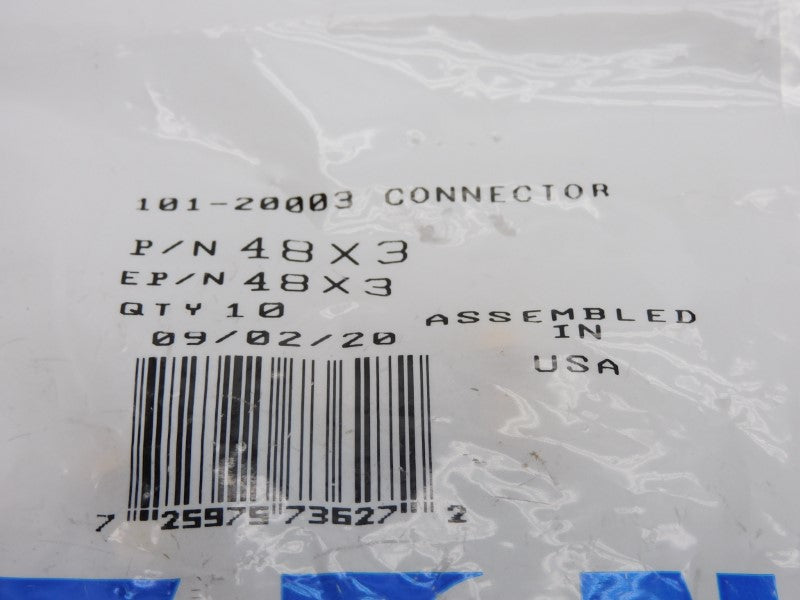 101-20003 CONNECTOR
P/N 48X3
EP/N 48X3
QTY 10
09/02/20
ASSEMBLED
IN
USA
7 25975 73627 2